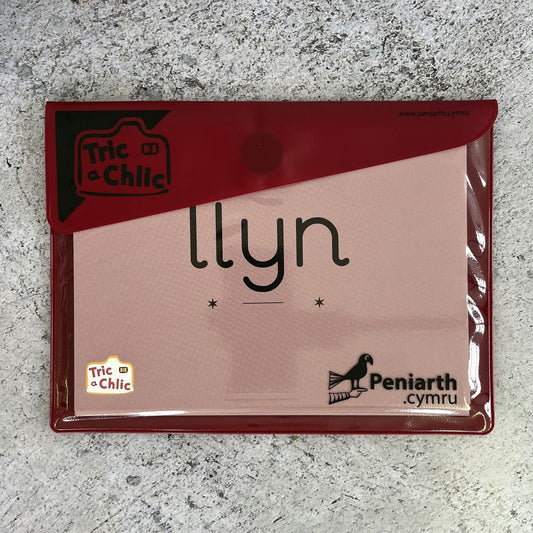 www.peniarth.cymru
Tric
a Chlic
llyn
* — *
Tric
a Chlic
Peniarth
.cymru